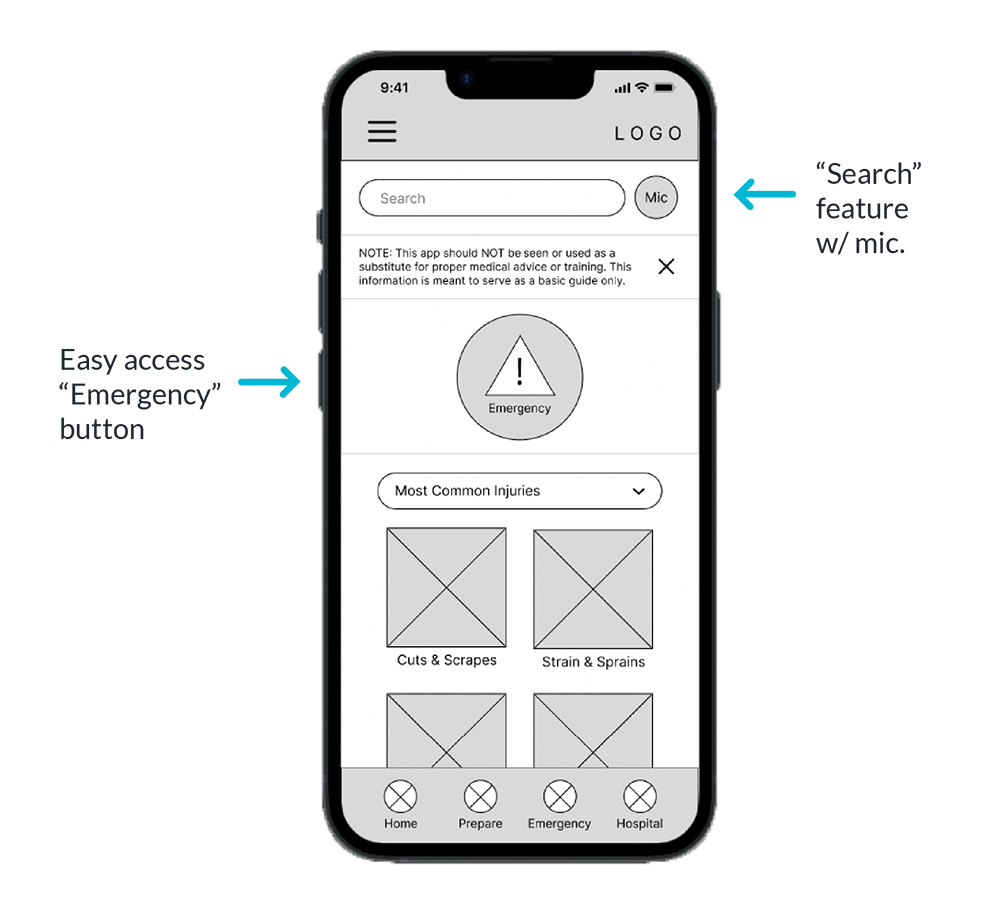 9:41
LOGO
Search
Mic
“Search”
feature
w/ mic.
NOTE: This app should NOT be seen or used as a
substitute for proper medical advice or training. This
information is meant to serve as a basic guide only.
Easy access
“Emergency”
button
!
Emergency
Most Common Injuries
Cuts & Scrapes
Strain & Sprains
Home
Prepare
Emergency
Hospital